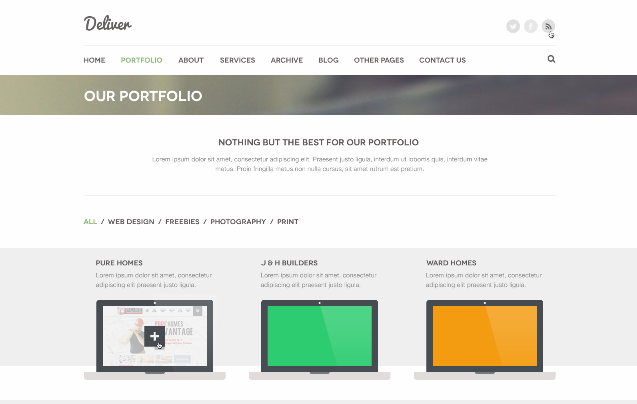 Deliver
HOME PORTFOLIO ABOUT SERVICES ARCHIVE BLOG OTHER PAGES CONTACT US
OUR PORTFOLIO
NOTHING BUT THE BEST FOR OUR PORTFOLIO
Lorem ipsum dolor sit amet, consectetur adipiscing elit. Praesent justo ligula, interdum ut lobortis quis, interdum vitae
metus. Proin fringilla metus non nulla cursus, sit amet rutrum est pretium.
ALL / WEB DESIGN / FREEBIES / PHOTOGRAPHY / PRINT
PURE HOMES
Lorem ipsum dolor sit amet, consectetur
adipiscing elit. Praesent justo ligula.
J & H BUILDERS
Lorem ipsum dolor sit amet, consectetur
adipiscing elit. Praesent justo ligula.
WARD HOMES
Lorem ipsum dolor sit amet, consectetur
adipiscing elit. Praesent justo ligula.
HOMES